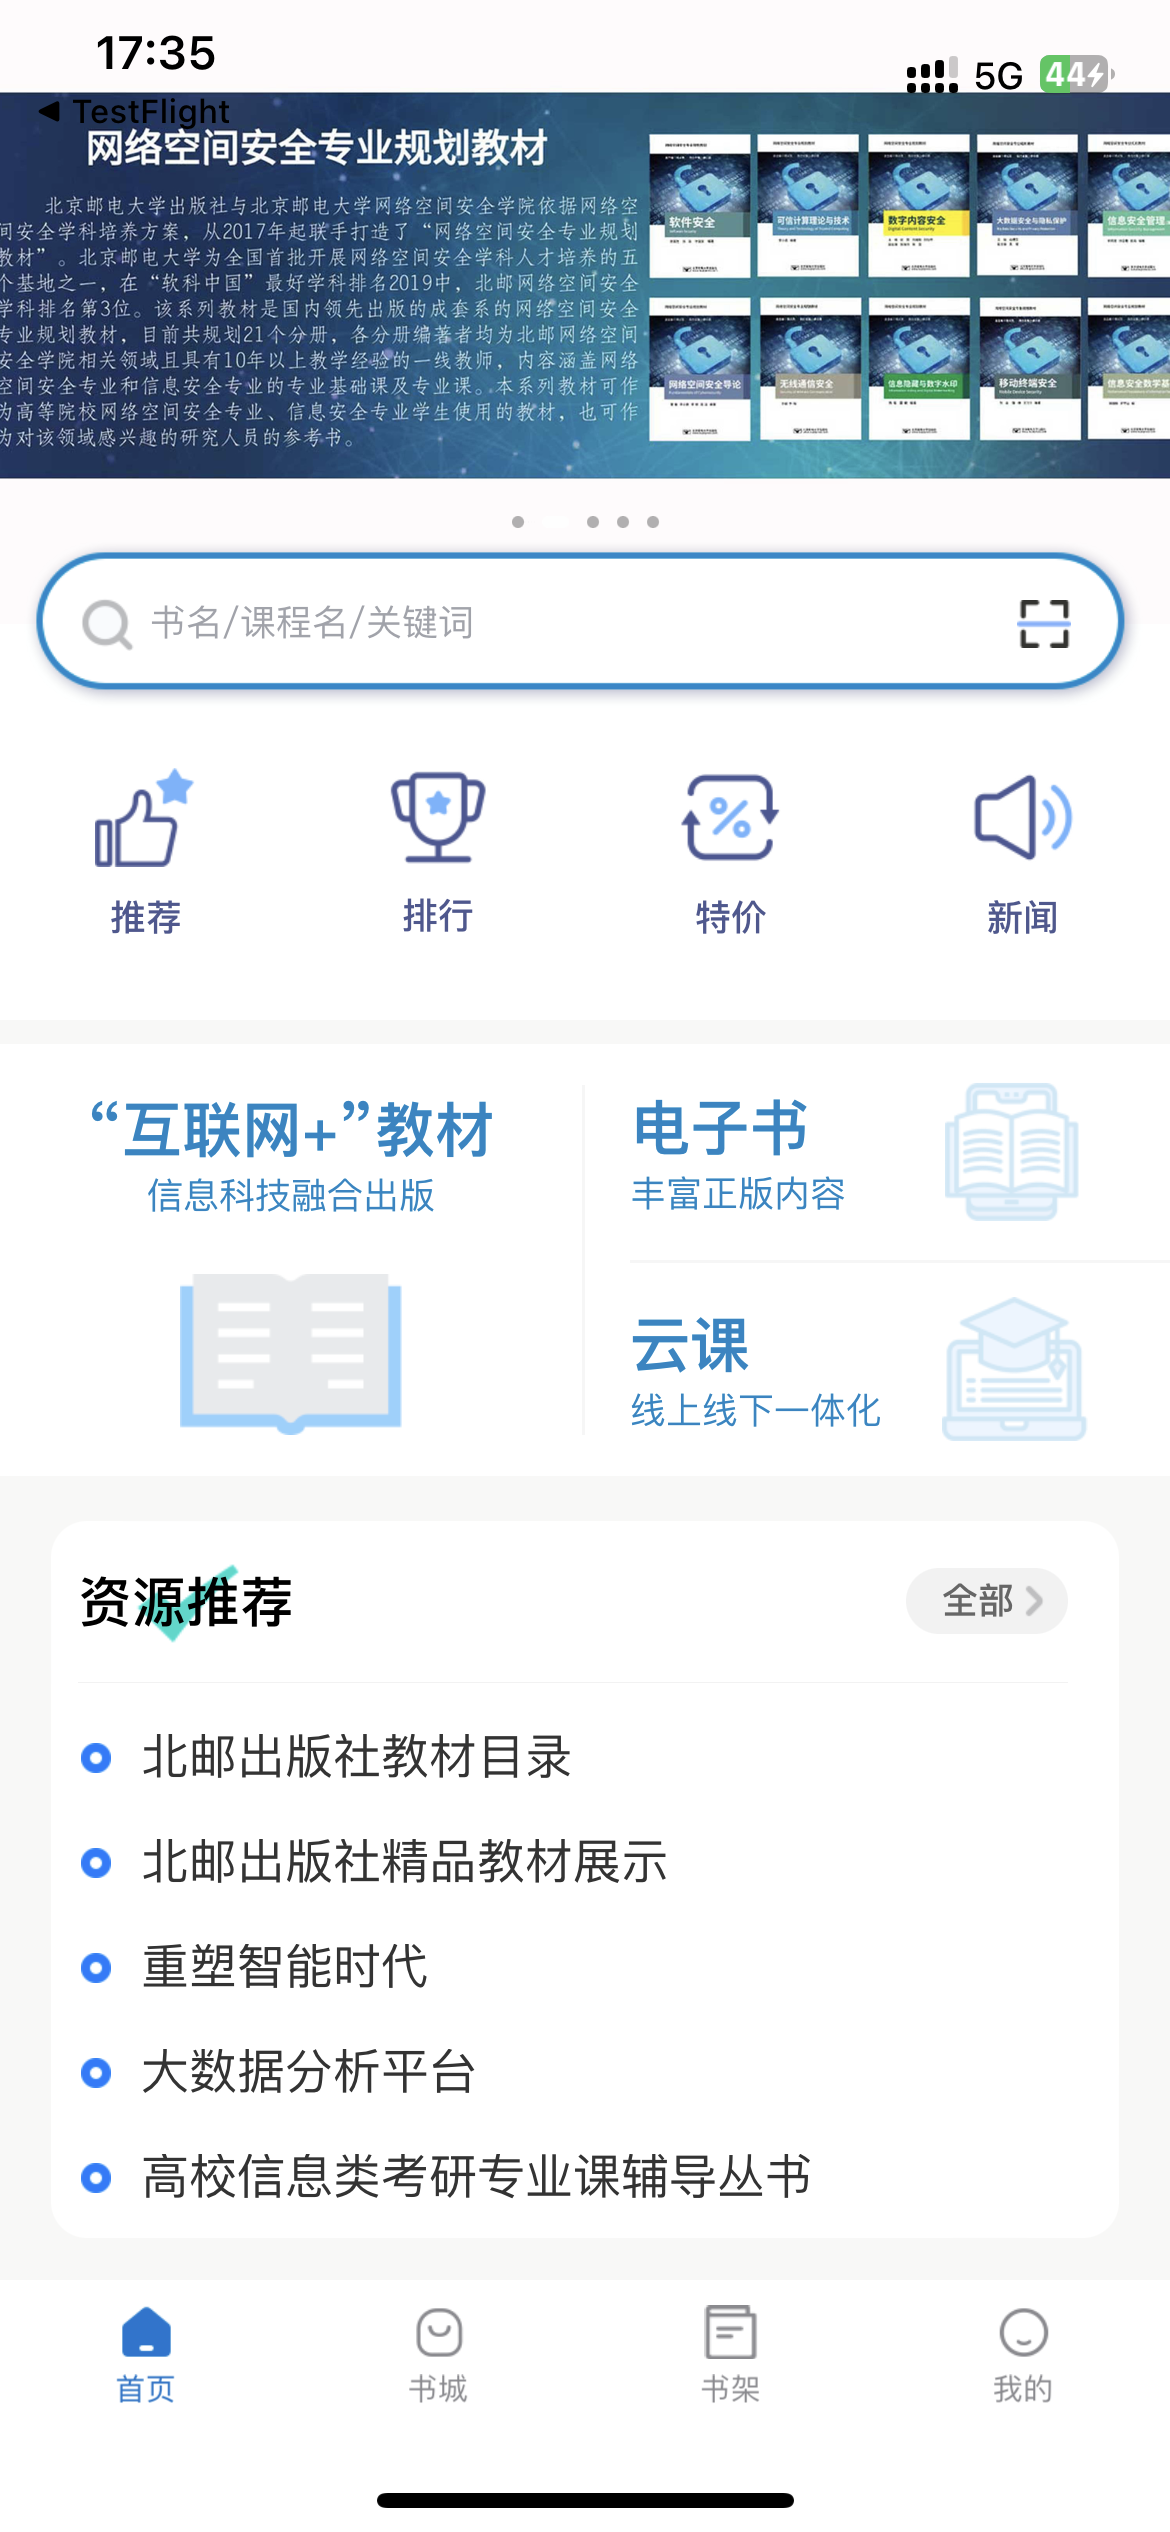 17:35
5G
44
◀ TestFlight
网络空间安全专业规划教材
北京邮电大学出版社与北京邮电大学网络空间安全学院依据网络空
间安全学科培养方案，从2017年起联手打造了“网络空间安全专业规划
教材”。北京邮电大学为全国首批开展网络空间安全学科人才培养的五
个基地之一，在“软科中国”最好学科排名2019中，北邮网络空间安全
学科排名第3位。该系列教材是国内领先出版的成套系的网络空间安全
专业规划教材，目前共规划21个分册，各分册编著者均为北邮网络空间
安全学院相关领域且具有10年以上教学经验的一线教师，内容涵盖网络
空间安全专业和信息安全专业的专业基础课及专业课。本系列教材可作
为高等院校网络空间安全专业、信息安全专业学生使用的教材，也可作
为对该领域感兴趣的研究人员的参考书。
软件安全
可信计算理论与技术
数字内容安全
大数据安全与隐私保护
信息安全管理
网络空间安全导论
无线通信安全
信息隐藏与数字水印
移动终端安全
信息安全数学基
书名/课程名/关键词
推荐
排行
特价
新闻
“互联网+”教材
信息科技融合出版
电子书
丰富正版内容
云课
线上线下一体化
资源推荐
全部
北邮出版社教材目录
北邮出版社精品教材展示
重塑智能时代
大数据分析平台
高校信息类考研专业课辅导丛书
首页
书城
书架
我的